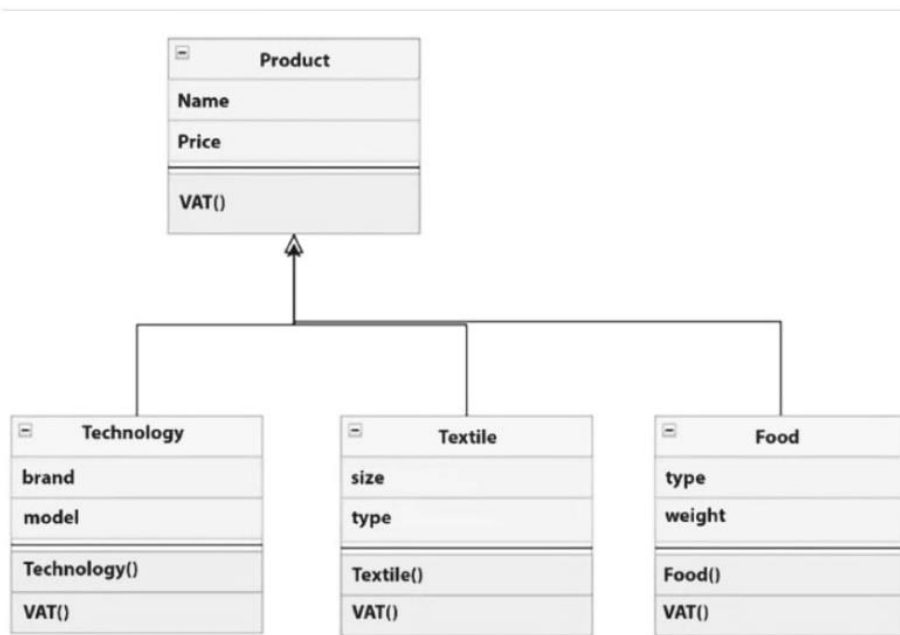 Product
Name
Price
VAT()
Technology
brand
model
Technology()
VAT()
Textile
size
type
Textile()
VAT()
Food
type
weight
Food()
VAT()